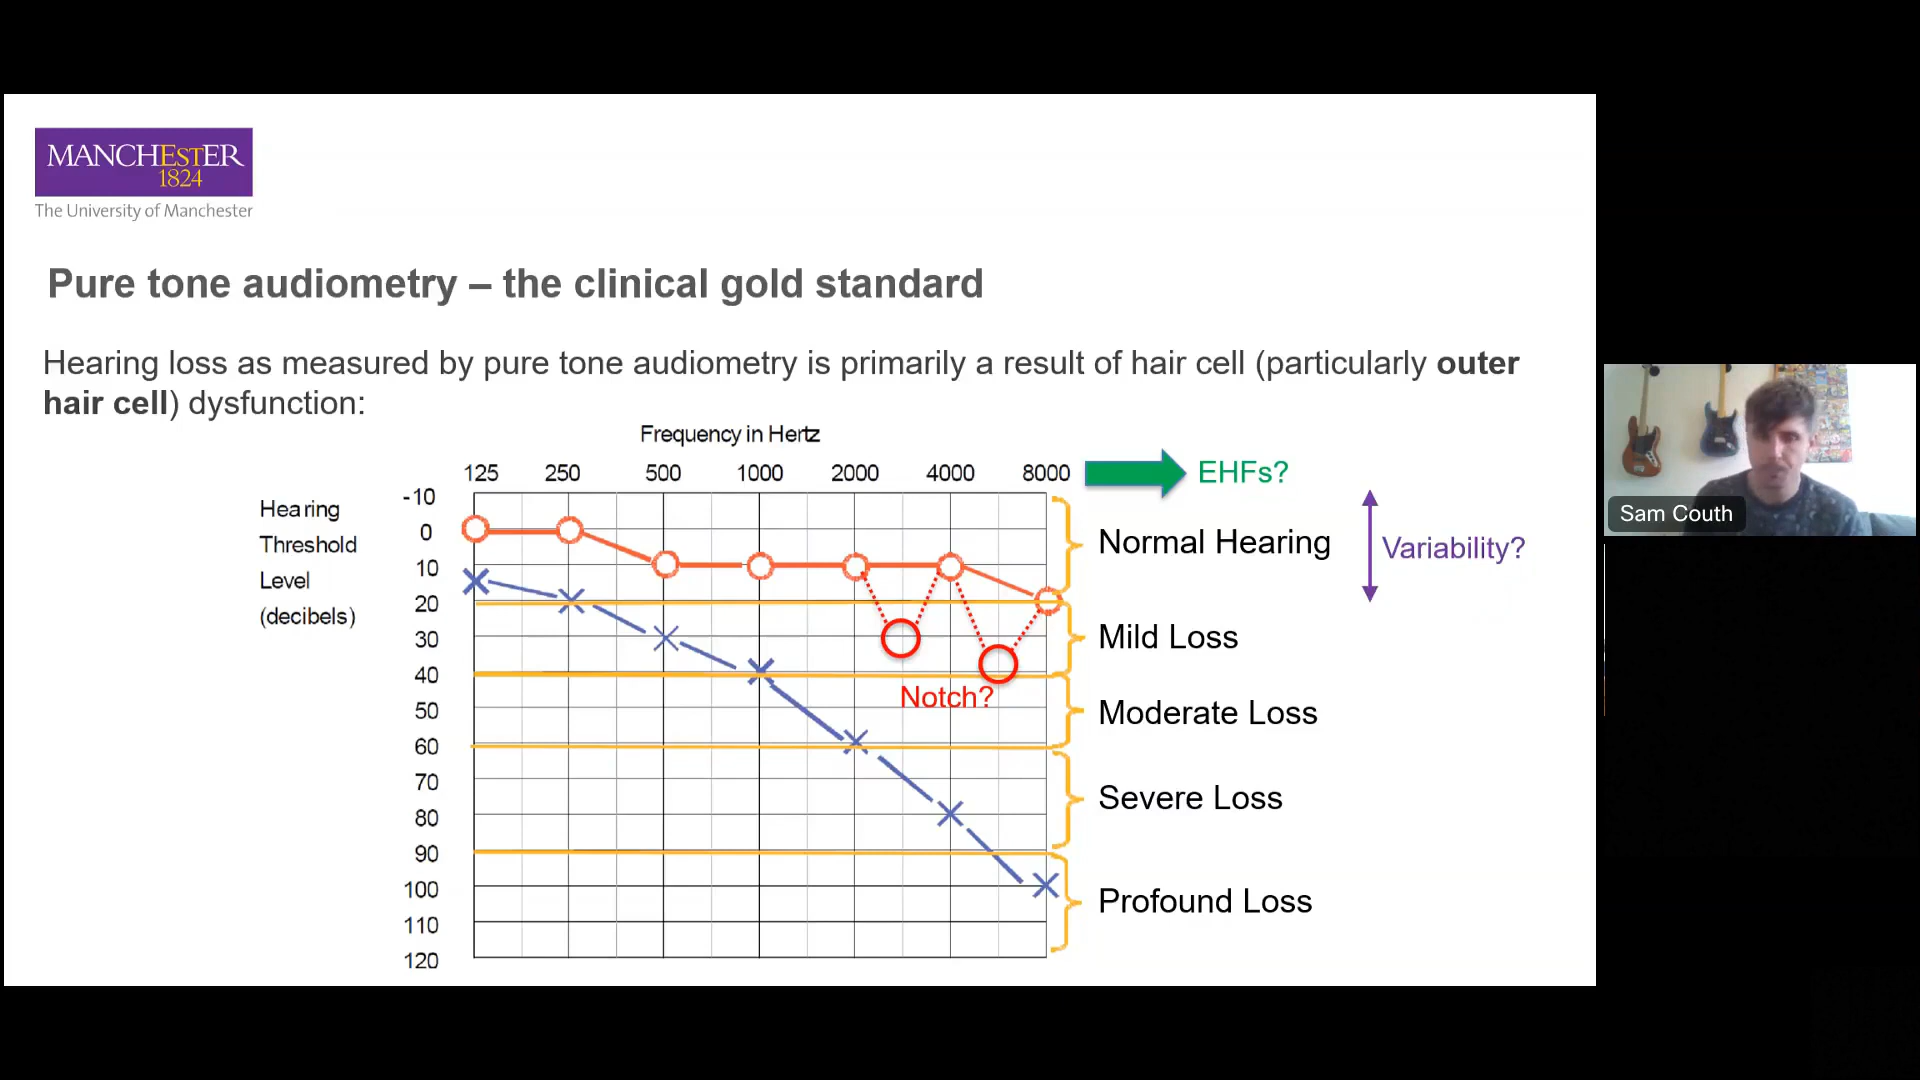 MANCHESTER
1824
The University of Manchester
Pure tone audiometry – the clinical gold standard
Hearing loss as measured by pure tone audiometry is primarily a result of hair cell (particularly outer
hair cell) dysfunction:
Frequency in Hertz
125 250 500 1000 2000 4000 8000
EHFs?
Hearing
Threshold
Level
(decibels)
-10
0
10
20
30
40
50
60
70
80
90
100
110
120
Normal Hearing
Variability?
Mild Loss
Notch?
Moderate Loss
Severe Loss
Profound Loss
Sam Couth